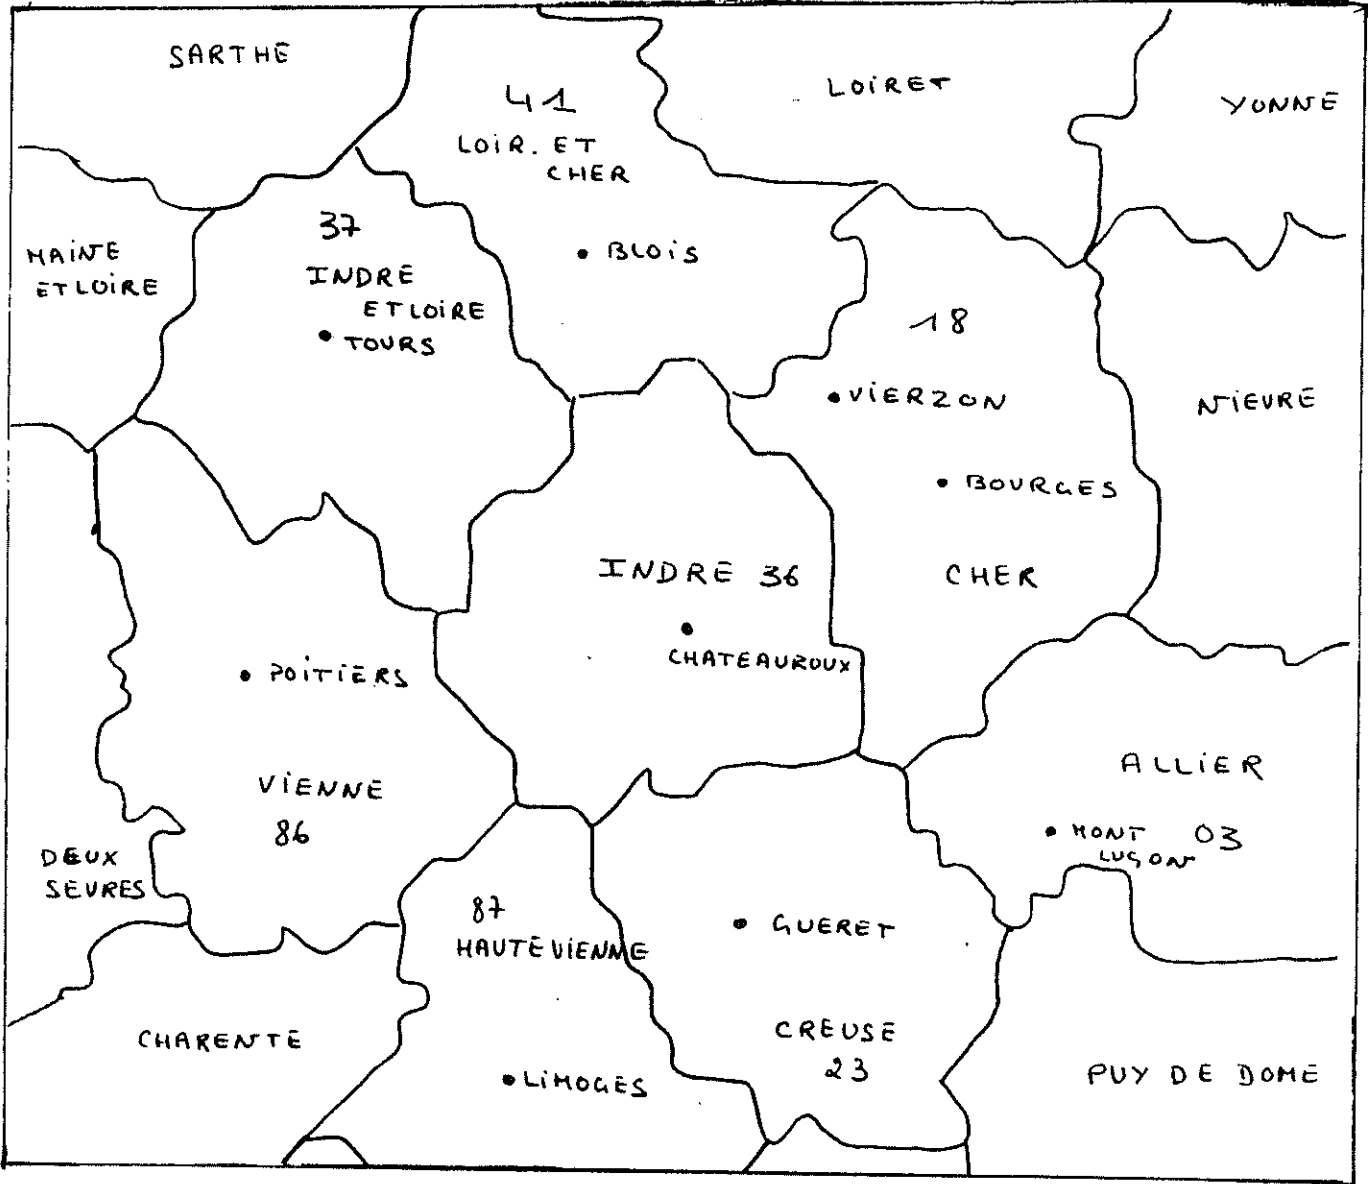 SARTHE
41
LOIR. ET
CHER
LOIRET
YONNE
37
INDRE
ET LOIRE
TOURS
MAINE
ET LOIRE
BLOIS
18
VIERZON
NIEVRE
BOURGES
CHER
INDRE 36
CHATEAUROUX
POITIERS
VIENNE
86
ALLIER
MONT 03
LUÇON
DEUX
SEVRES
87
HAUTE VIENNE
GUERET
CHARENTE
CREUSE
23
LIMOGES
PUY DE DOME